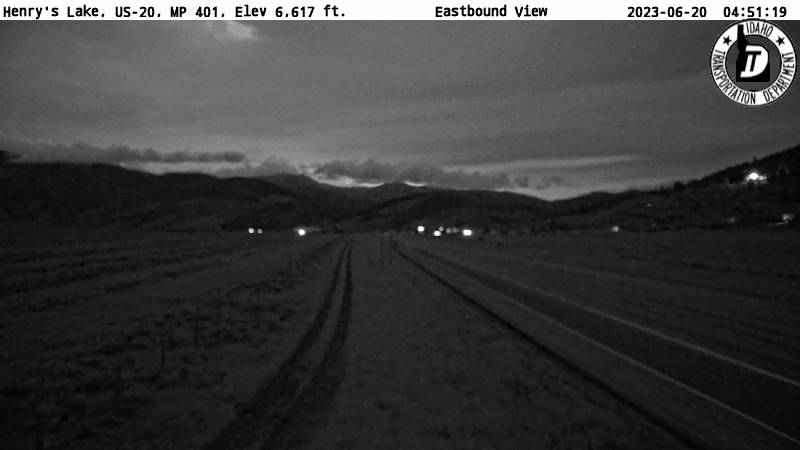 Henry's Lake, US-20, MP 401, Elev 6,617 ft. Eastbound View 2023-06-20 04:51:19
IDAHO
TRANSPORTATION DEPARTMENT